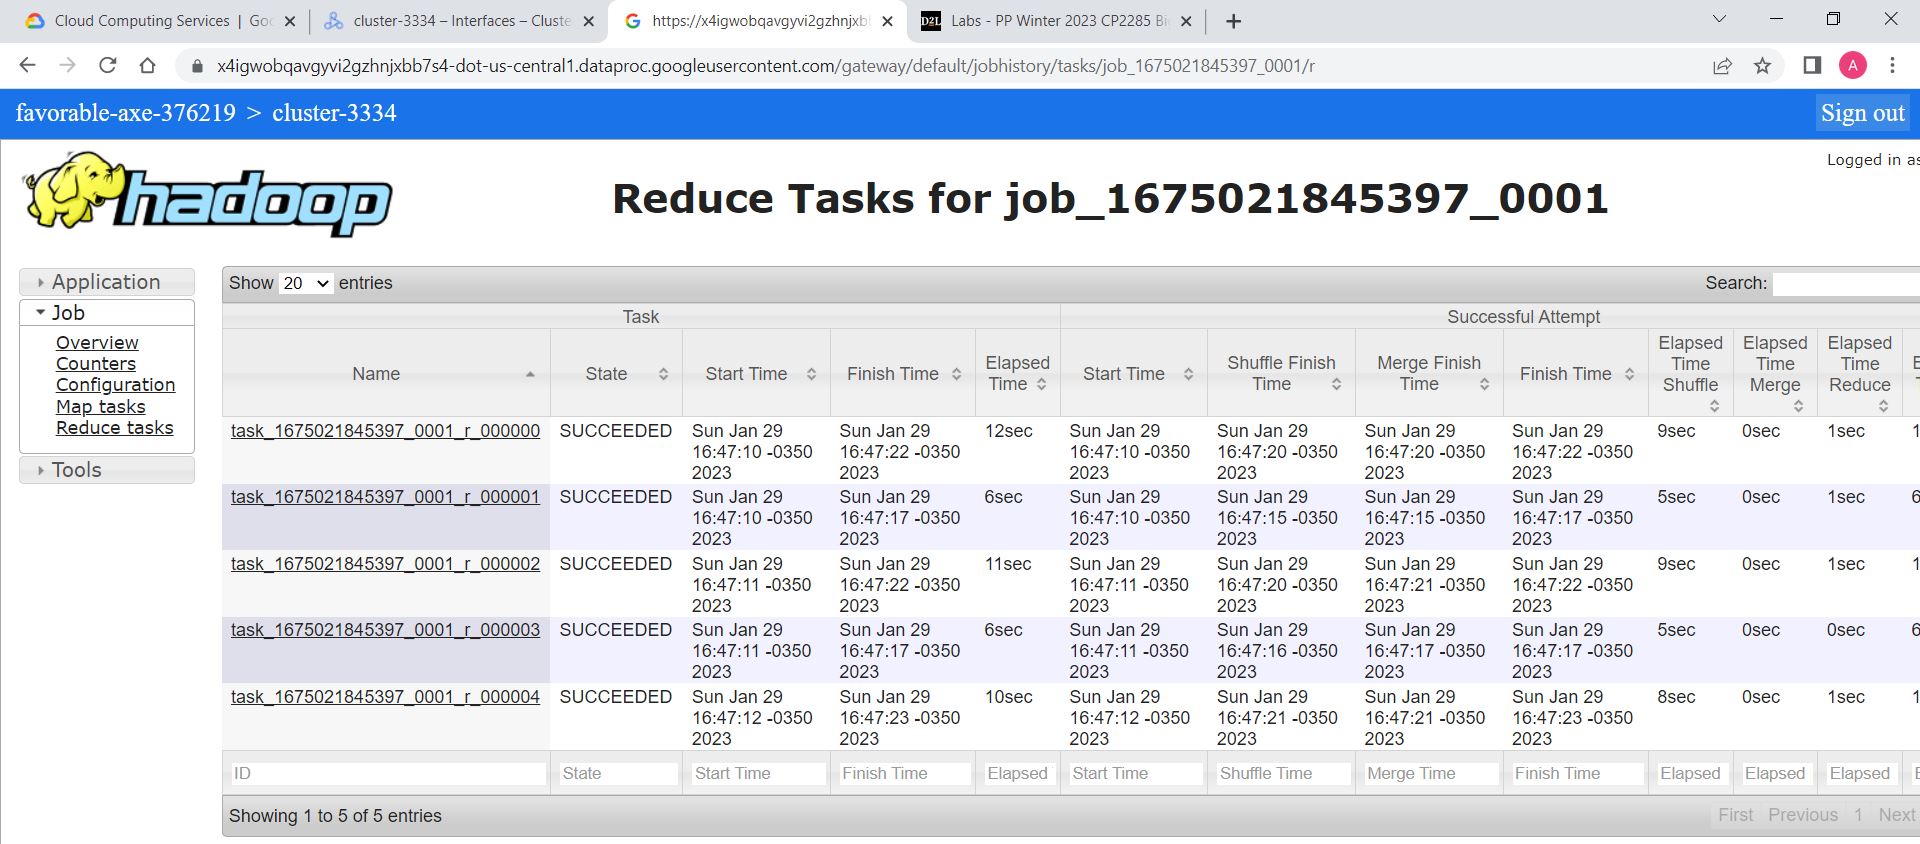 Cloud Computing Services | Goo
cluster-3334 – Interfaces – Cluste
https://x4igwobqavgyvi2gzhnjxb
D2L Labs - PP Winter 2023 CP2285 Bi
x4igwobqavgyvi2gzhnjxbb7s4-dot-us-central1.dataproc.googleusercontent.com/gateway/default/jobhistory/tasks/job_1675021845397_0001/r
A
favorable-axe-376219 > cluster-3334
Sign out
Logged in as
hadoop
Reduce Tasks for job_1675021845397_0001
Application
Job
Overview
Counters
Configuration
Map tasks
Reduce tasks
Tools
Show 20 entries
Search:
Task Successful Attempt
Name State Start Time Finish Time Elapsed Time Start Time Shuffle Finish Time Merge Finish Time Finish Time Elapsed Time Shuffle Elapsed Time Merge Elapsed Time Reduce
task_1675021845397_0001_r_000000 SUCCEEDED Sun Jan 29 Sun Jan 29 12sec Sun Jan 29 Sun Jan 29 Sun Jan 29 Sun Jan 29 9sec 0sec 1sec 1
16:47:10 -0350 16:47:22 -0350 16:47:10 -0350 16:47:20 -0350 16:47:20 -0350 16:47:22 -0350
2023 2023 2023 2023 2023 2023
task_1675021845397_0001_r_000001 SUCCEEDED Sun Jan 29 Sun Jan 29 6sec Sun Jan 29 Sun Jan 29 Sun Jan 29 Sun Jan 29 5sec 0sec 1sec 6
16:47:10 -0350 16:47:17 -0350 16:47:10 -0350 16:47:15 -0350 16:47:15 -0350 16:47:17 -0350
2023 2023 2023 2023 2023 2023
task_1675021845397_0001_r_000002 SUCCEEDED Sun Jan 29 Sun Jan 29 11sec Sun Jan 29 Sun Jan 29 Sun Jan 29 Sun Jan 29 9sec 0sec 1sec 1
16:47:11 -0350 16:47:22 -0350 16:47:11 -0350 16:47:20 -0350 16:47:21 -0350 16:47:22 -0350
2023 2023 2023 2023 2023 2023
task_1675021845397_0001_r_000003 SUCCEEDED Sun Jan 29 Sun Jan 29 6sec Sun Jan 29 Sun Jan 29 Sun Jan 29 Sun Jan 29 5sec 0sec 0sec 6
16:47:11 -0350 16:47:17 -0350 16:47:11 -0350 16:47:16 -0350 16:47:17 -0350 16:47:17 -0350
2023 2023 2023 2023 2023 2023
task_1675021845397_0001_r_000004 SUCCEEDED Sun Jan 29 Sun Jan 29 10sec Sun Jan 29 Sun Jan 29 Sun Jan 29 Sun Jan 29 8sec 0sec 1sec 1
16:47:12 -0350 16:47:23 -0350 16:47:12 -0350 16:47:21 -0350 16:47:21 -0350 16:47:23 -0350
2023 2023 2023 2023 2023 2023
ID State Start Time Finish Time Elapsed Start Time Shuffle Time Merge Time Finish Time Elapsed Elapsed Elapsed
Showing 1 to 5 of 5 entries
First Previous 1 Next